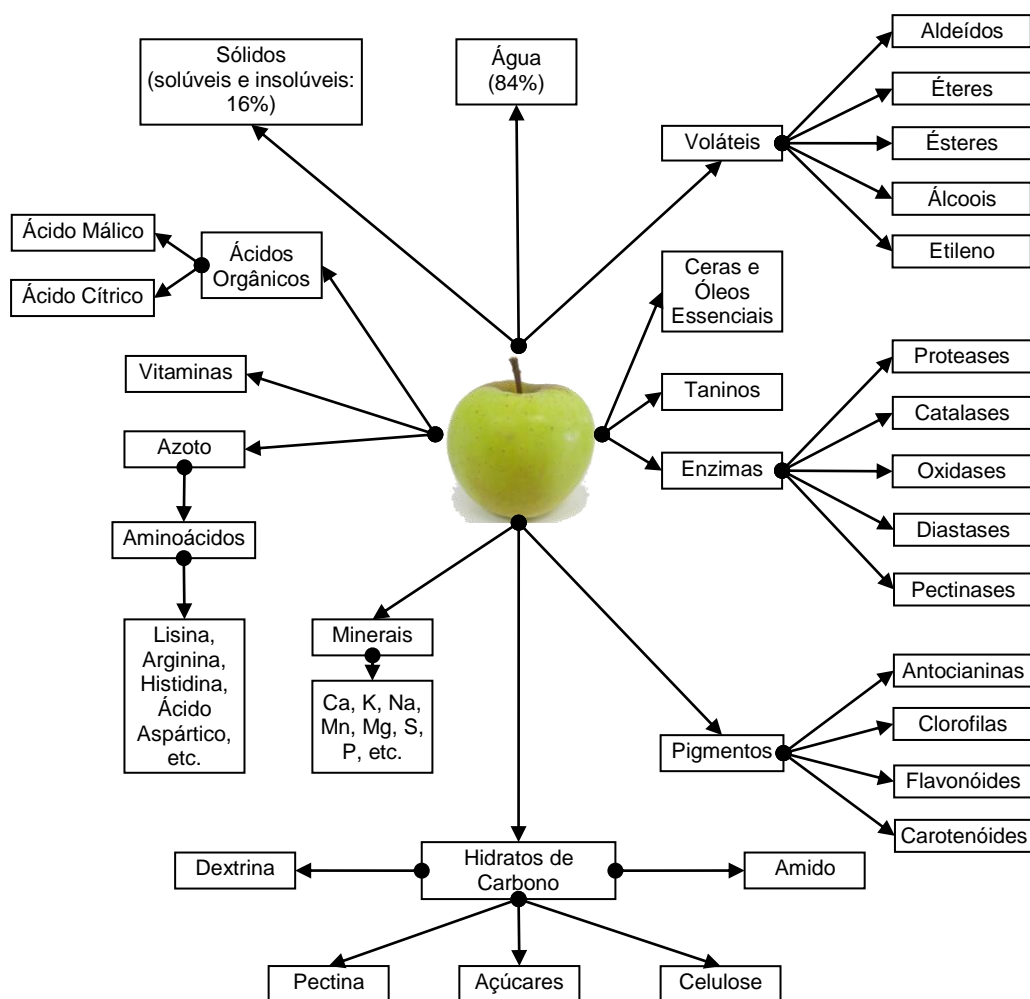 Sólidos
(solúveis e insolúveis:
16%)
Água
(84%)
Voláteis
Aldeídos
Éteres
Ésteres
Álcoois
Etileno
Ácido Málico
Ácido Cítrico
Ácidos
Orgânicos
Ceras e
Óleos
Essenciais
Vitaminas
Taninos
Azoto
Enzimas
Proteases
Catalases
Oxidases
Diastases
Pectinases
Aminoácidos
Lisina,
Arginina,
Histidina,
Ácido
Aspártico,
etc.
Minerais
Ca, K, Na,
Mn, Mg, S,
P, etc.
Pigmentos
Antocianinas
Clorofilas
Flavonóides
Carotenóides
Dextrina
Hidratos de
Carbono
Amido
Pectina
Açúcares
Celulose